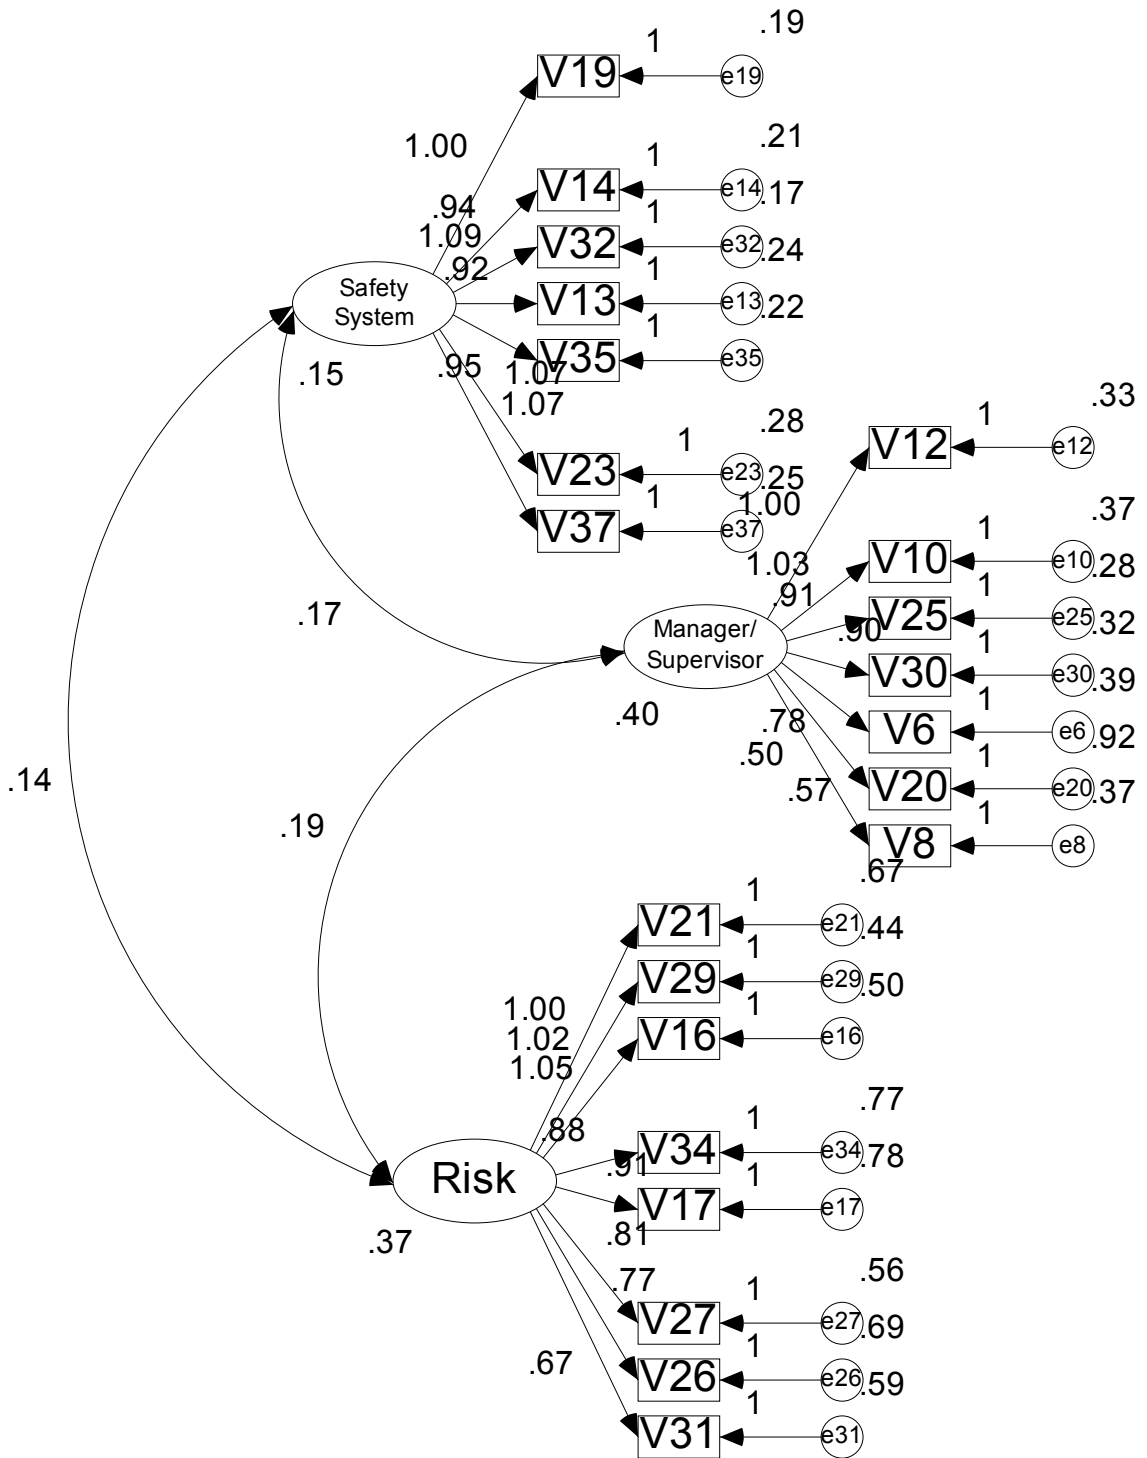 .19
1
V19
e19
1.00
.21
1
V14
e14
.17
.94
1
1.09
V32
e32
.24
.92
1
Safety
System
V13
e13
.22
1
V35
e35
.15
.95
1.07
1.07
.28
1
V23
e23
.25
1
1.00
V37
e37
.33
1
V12
e12
.37
1
1.03
V10
e10
.28
.91
1
V25
e25
.32
.90
.17
Manager/
Supervisor
1
V30
e30
.39
.40
1
.78
V6
e6
.92
.50
1
.57
V20
e20
.37
.14
.19
1
V8
e8
.67
1
V21
e21
.44
1
V29
e29
.50
1.00
1
1.02
V16
e16
1.05
.77
.88
1
V34
e34
.78
.91
1
Risk
V17
e17
.37
.81
.56
.77
1
V27
e27
.69
.67
1
V26
e26
.59
1
V31
e31